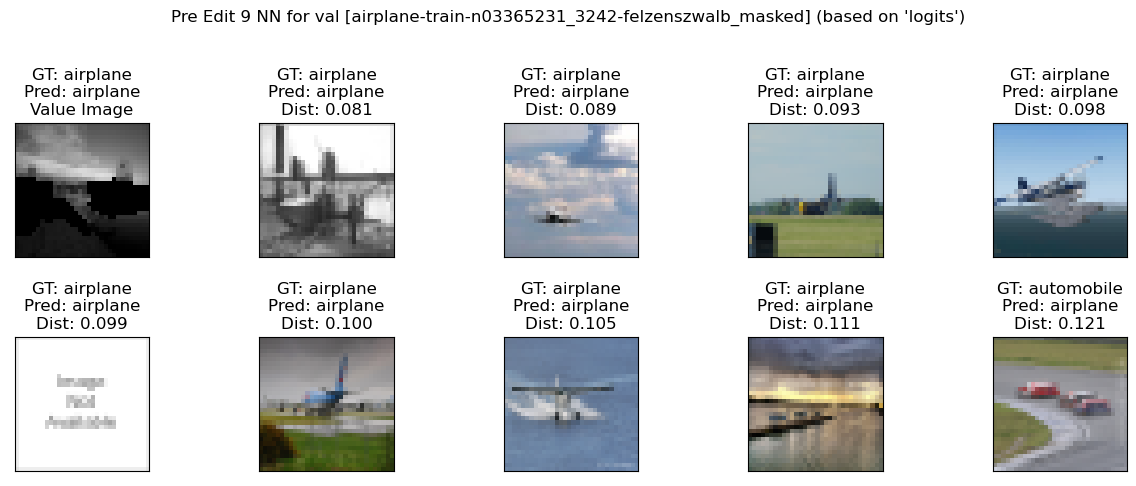 Pre Edit 9 NN for val [airplane-train-n03365231_3242-felzenszwalb_masked] (based on 'logits')
GT: airplane
Pred: airplane
Value Image
GT: airplane
Pred: airplane
Dist: 0.081
GT: airplane
Pred: airplane
Dist: 0.089
GT: airplane
Pred: airplane
Dist: 0.093
GT: airplane
Pred: airplane
Dist: 0.098
GT: airplane
Pred: airplane
Dist: 0.099
Image
Not
Available
GT: airplane
Pred: airplane
Dist: 0.100
GT: airplane
Pred: airplane
Dist: 0.105
GT: airplane
Pred: airplane
Dist: 0.111
GT: automobile
Pred: airplane
Dist: 0.121